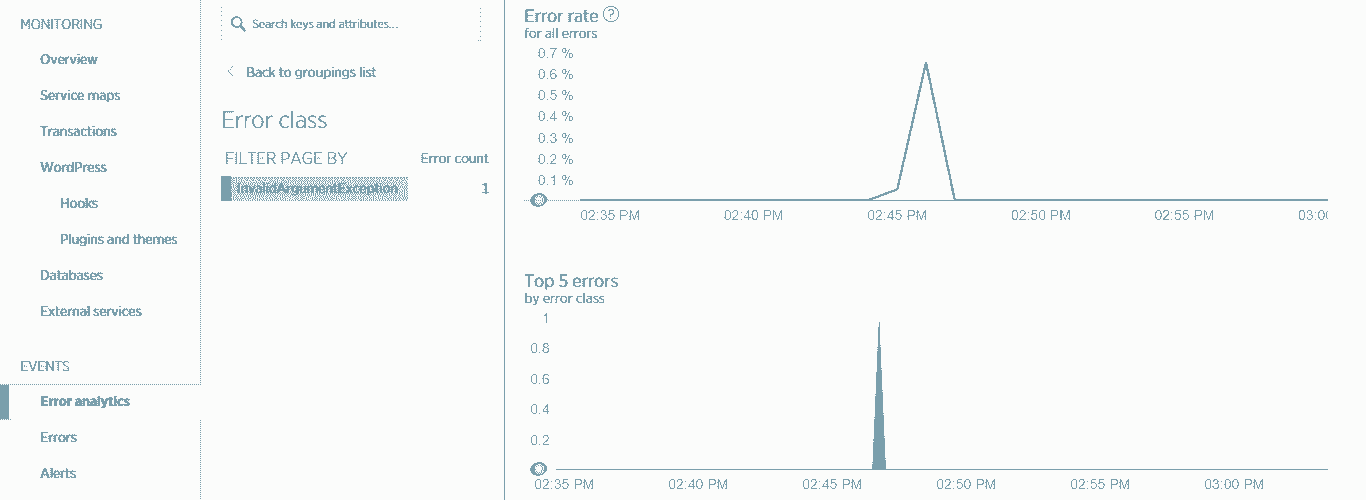 MONITORING
Overview
Service maps
Transactions
WordPress
Hooks
Plugins and themes
Databases
External services
EVENTS
Error analytics
Errors
Alerts
Search keys and attributes...
Back to groupings list
Error class
FILTER PAGE BY Error count
InvalidArgumentException 1
Error rate ?
for all errors
0.7 %
0.6 %
0.5 %
0.4 %
0.3 %
0.2 %
0.1 %
02:35 PM 02:40 PM 02:45 PM 02:50 PM 02:55 PM 03:00
Top 5 errors
by error class
1
0.8
0.6
0.4
0.2
02:35 PM 02:40 PM 02:45 PM 02:50 PM 02:55 PM 03:00 PM